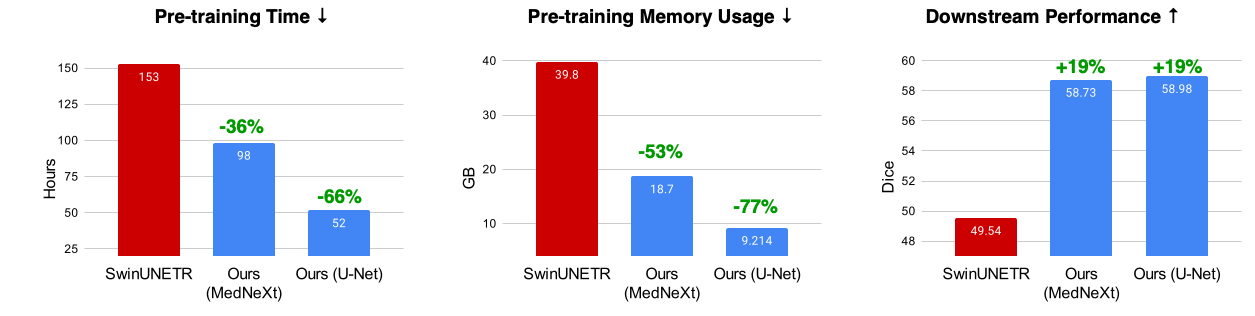 Pre-training Time ↓
150
125
100
75
50
25
Hours
153
-36%
98
-66%
52
SwinUNETR
Ours
(MedNeXt)
Ours (U-Net)
Pre-training Memory Usage ↓
40
30
20
10
GB
39.8
-53%
18.7
-77%
9.214
SwinUNETR
Ours
(MedNeXt)
Ours (U-Net)
Downstream Performance ↑
60
58
56
54
52
50
48
Dice
49.54
+19%
58.73
+19%
58.98
SwinUNETR
Ours
(MedNeXt)
Ours (U-Net)